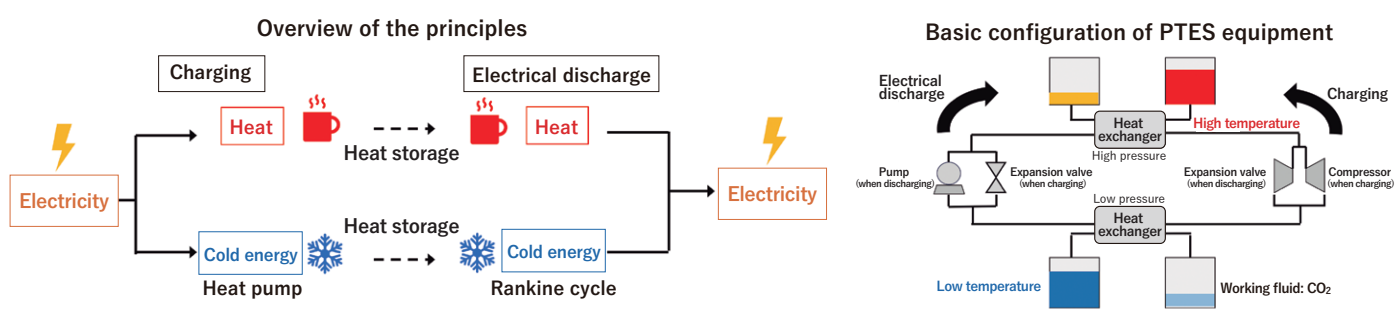 Overview of the principles
Charging
Electrical discharge
Heat
Heat
Heat storage
Electricity
Electricity
Heat storage
Cold energy
Cold energy
Heat pump
Rankine cycle
Basic configuration of PTES equipment
Electrical
discharge
Charging
Heat
exchanger
High temperature
High pressure
Pump
(when discharging)
Expansion valve
(when charging)
Expansion valve
(when discharging)
Compressor
(when charging)
Low pressure
Heat
exchanger
Low temperature
Working fluid: CO₂